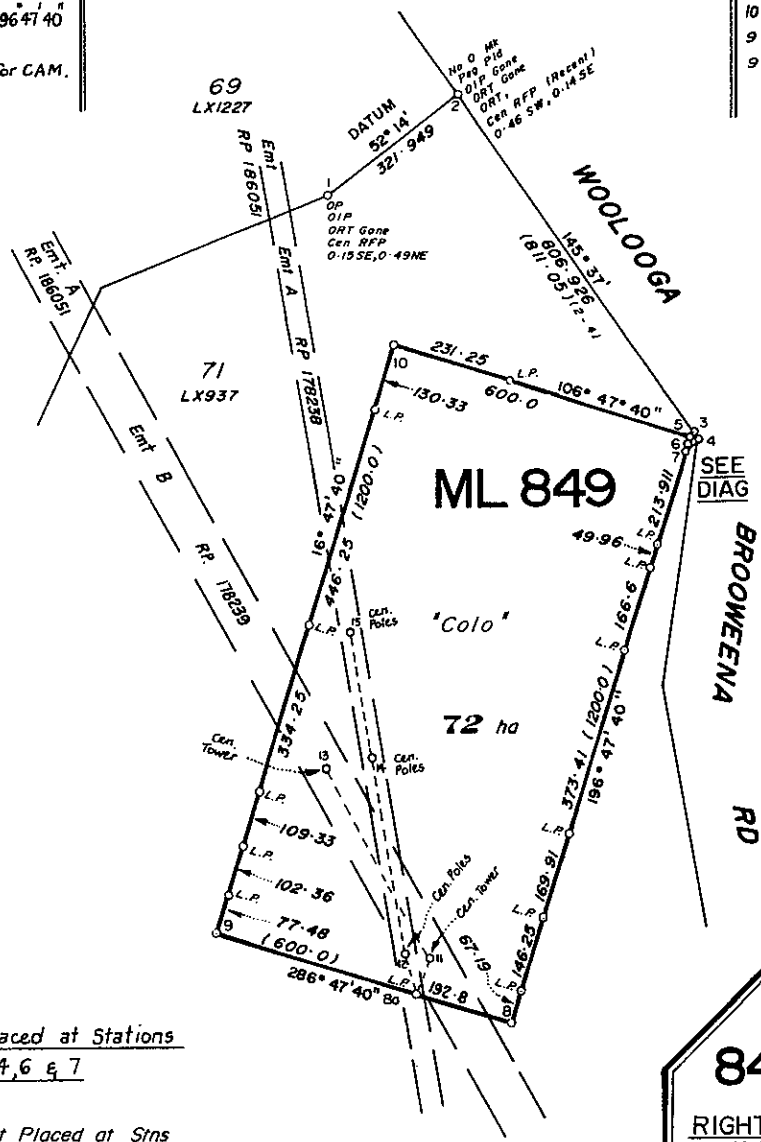 96°47'40"
for CAM.
10
9
9
69
LX1227
DATUM
52° 14'
321·949
No O Mk
Peg Pld
OIP Gone
ORT Gone
ORT,
Cen RFP (Recent)
0·46 SW, 0·14 SE
2
1
OP
OIP
ORT Gone
Cen RFP
0·15 SE, 0·49 NE
Emt
RP 186051
Emt A RP 178238
Emt. A
RP. 186051
WOOLOOGA
145° 37'
806·926
(811·05)(2-4)
71
LX937
Emt B RP. 178239
10
231·25
L.P.
600·0
106° 47' 40"
5
3
6
4
7
SEE
DIAG
130·33
L.P.
ML 849
213·911
L.P.
49·96
L.P.
16° 47' 40"
446·25 (1200·0)
166·6
L.P.
BROOWEENA
RD
L.P.
15
Cen.
Poles
"Colo"
72 ha
373·41 (1200·0)
196° 47' 40"
334·25
Cen.
Tower
13
14
Cen.
Poles
L.P.
109·33
L.P.
102·36
L.P.
77·48
9
(600·0)
286° 47' 40"
Cen. Poles
Cen. Tower
12
11
67·19
L.P.
8a
192·8
169·91
L.P.
146·25
L.P.
8
aced at Stations
4,6 & 7
t Placed at Stns
84
RIGHT